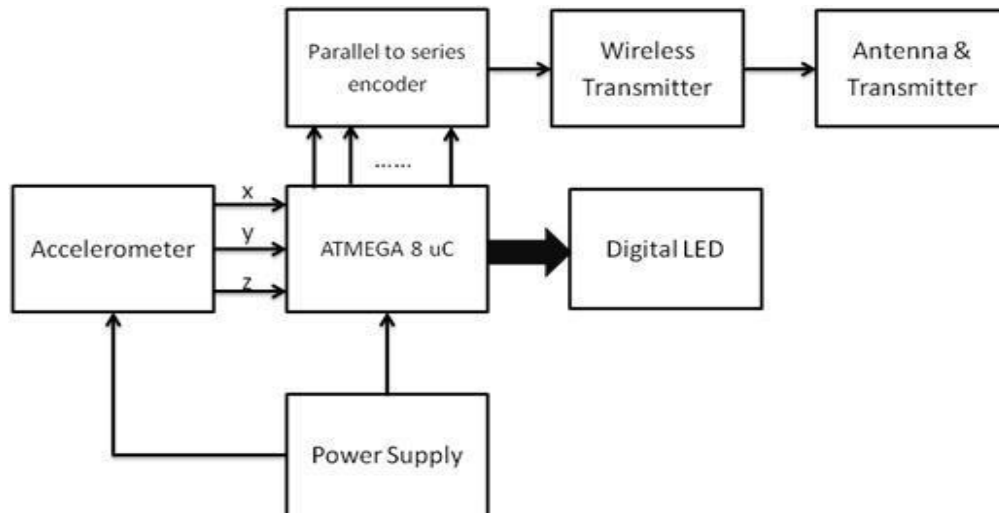 Parallel to series
encoder
Wireless
Transmitter
Antenna &
Transmitter
......
x
y
z
Accelerometer
ATMEGA 8 uC
Digital LED
Power Supply